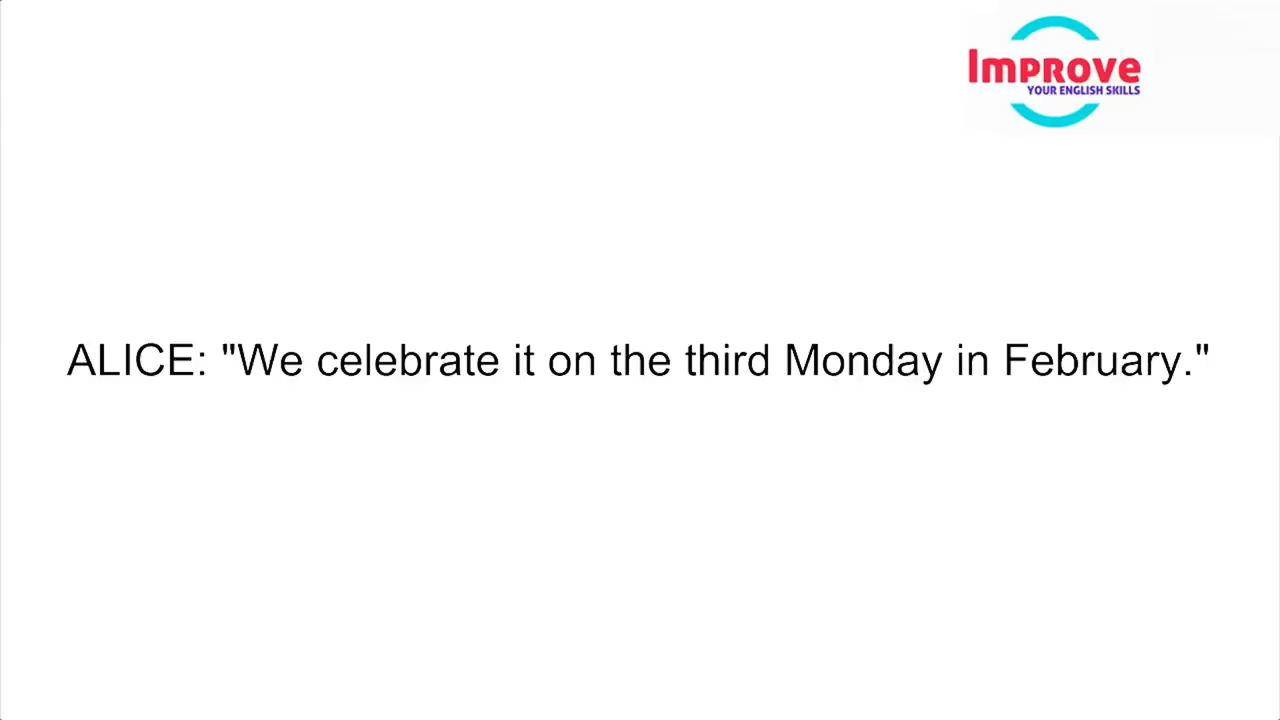 Improve
YOUR ENGLISH SKILLS
ALICE: "We celebrate it on the third Monday in February."